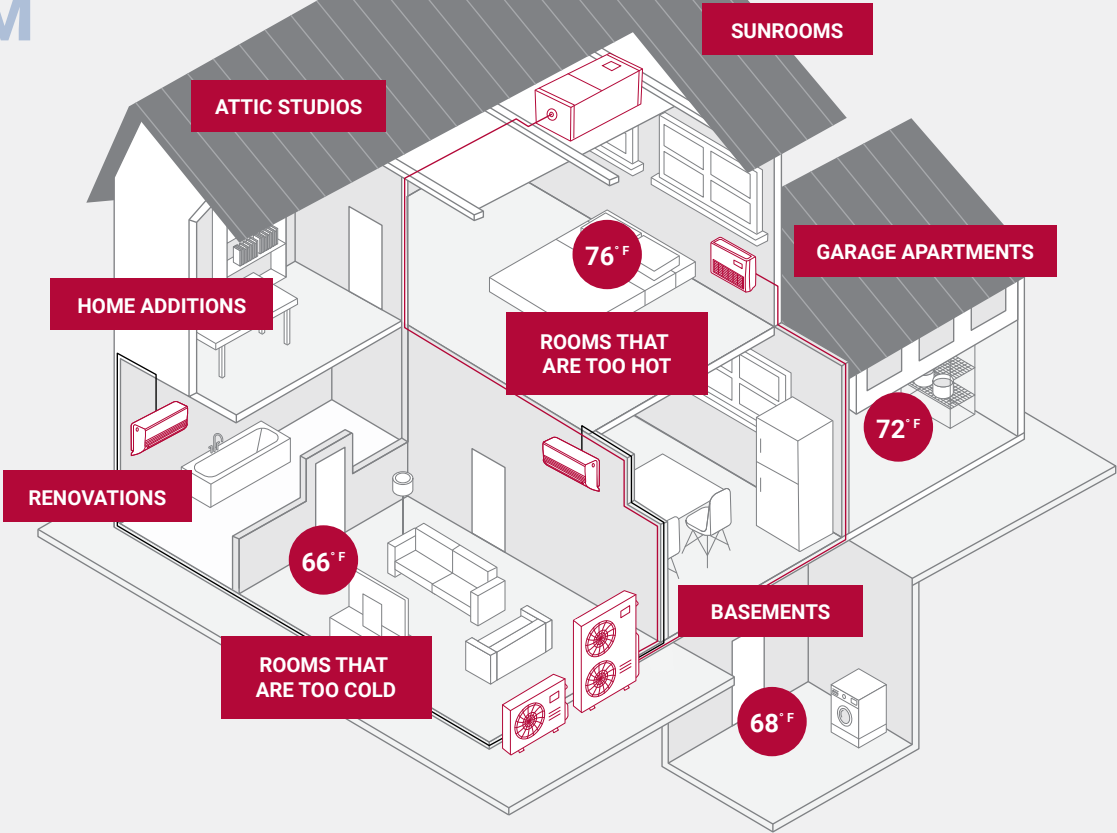 M
SUNROOMS
ATTIC STUDIOS
76°F
GARAGE APARTMENTS
HOME ADDITIONS
ROOMS THAT
ARE TOO HOT
72°F
RENOVATIONS
66°F
BASEMENTS
ROOMS THAT
ARE TOO COLD
68°F